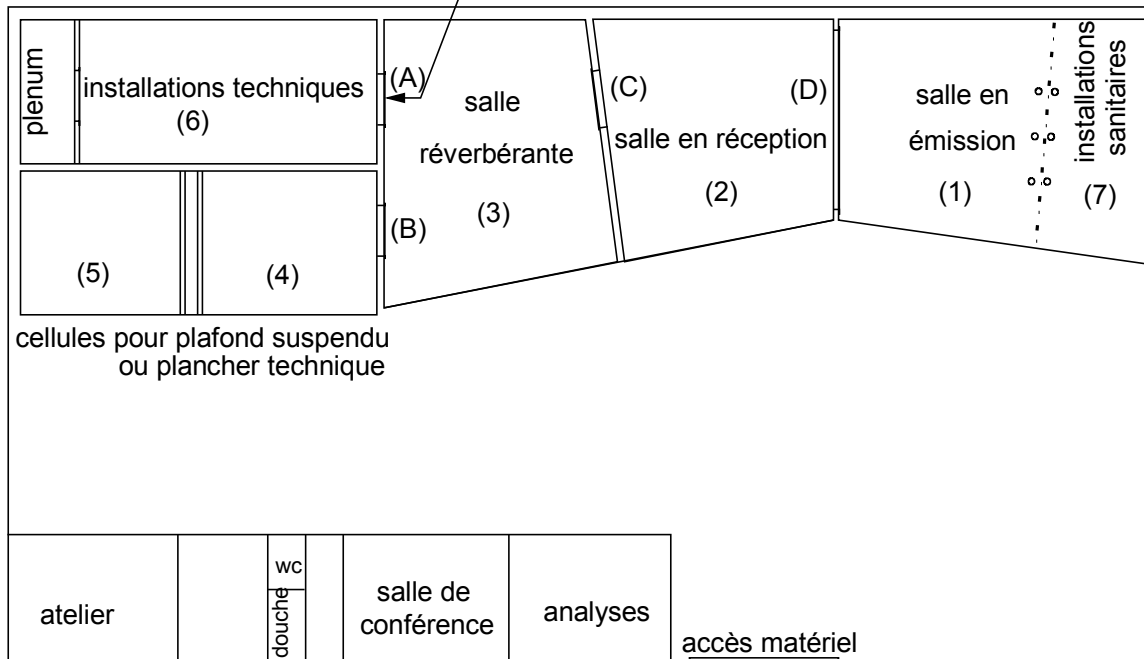 plenum
installations techniques
(6)
(A)
salle
réverbérante
(3)
(C)
salle en réception
(2)
(D)
salle en
émission
(1)
installations
sanitaires
(7)
(B)
(5)
(4)
cellules pour plafond suspendu
ou plancher technique
atelier
wc
douche
salle de
conférence
analyses
accès matériel